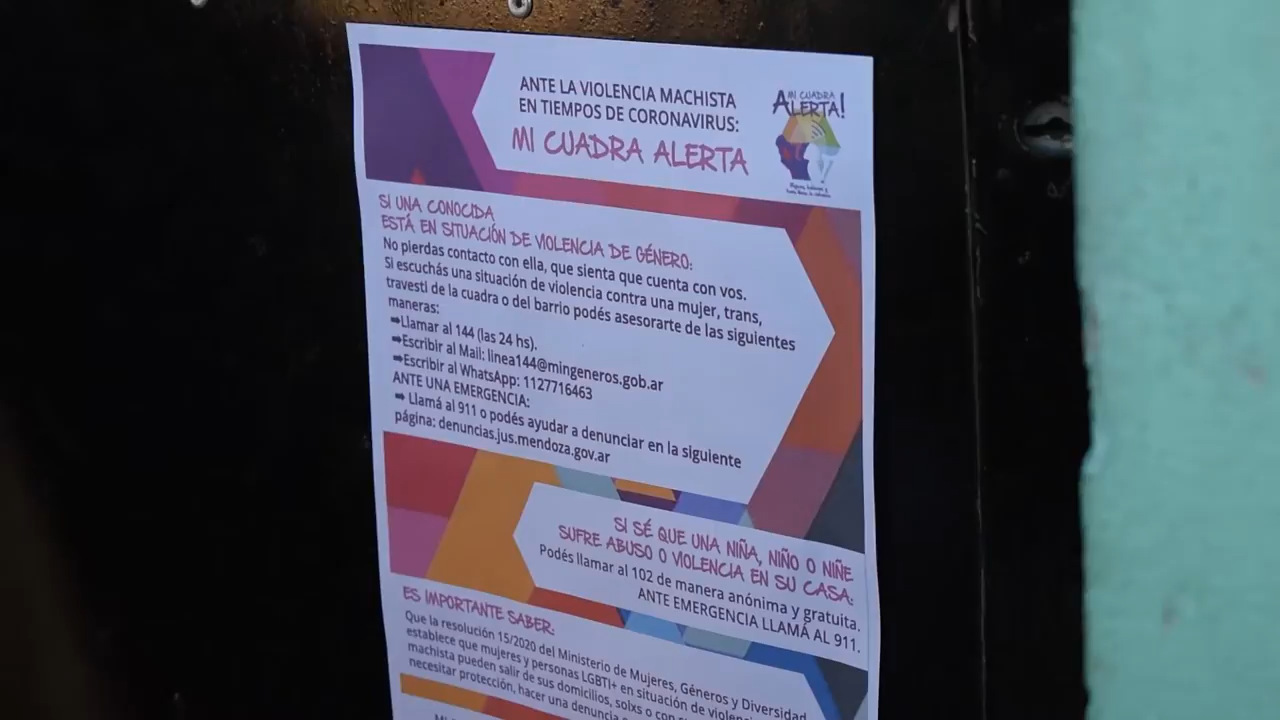 ANTE LA VIOLENCIA MACHISTA
EN TIEMPOS DE CORONAVIRUS:
MI CUADRA ALERTA
MI CUADRA
ALERTA!
SI UNA CONOCIDA
ESTÁ EN SITUACIÓN DE VIOLENCIA DE GÉNERO:
No pierdas contacto con ella, que sienta que cuenta con vos.
Si escuchás una situación de violencia contra una mujer, trans,
travesti de la cuadra o del barrio podés asesorarte de las siguientes
maneras:
➡Llamar al 144 (las 24 hs).
➡Escribir al Mail: linea144@mingeneros.gob.ar
➡Escribir al WhatsApp: 1127716463
ANTE UNA EMERGENCIA:
➡ Llamá al 911 o podés ayudar a denunciar en la siguiente
página: denuncias.jus.mendoza.gov.ar
SI SÉ QUE UNA NIÑA, NIÑO O NIÑE
SUFRE ABUSO O VIOLENCIA EN SU CASA:
Podés llamar al 102 de manera anónima y gratuita.
ANTE EMERGENCIA LLAMÁ AL 911.
ES IMPORTANTE SABER:
Que la resolución 15/2020 del Ministerio de Mujeres, Géneros y Diversidad
establece que mujeres y personas LGBTI+ en situación de violencia
machista pueden salir de sus domicilios, solxs o con
necesitar protección, hacer una denuncia